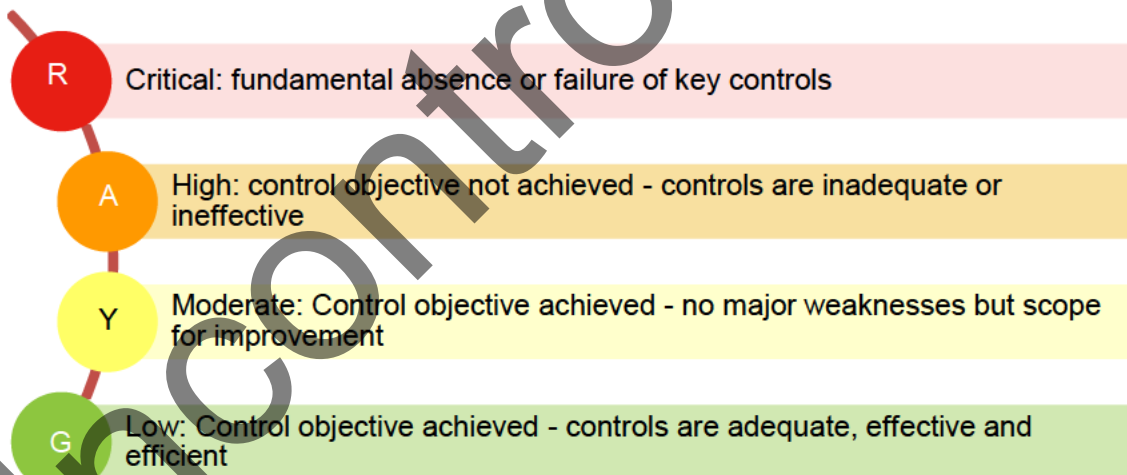 R
Critical: fundamental absence or failure of key controls
A
High: control objective not achieved - controls are inadequate or
ineffective
Y
Moderate: Control objective achieved - no major weaknesses but scope
for improvement
G
Low: Control objective achieved - controls are adequate, effective and
efficient
ncontro